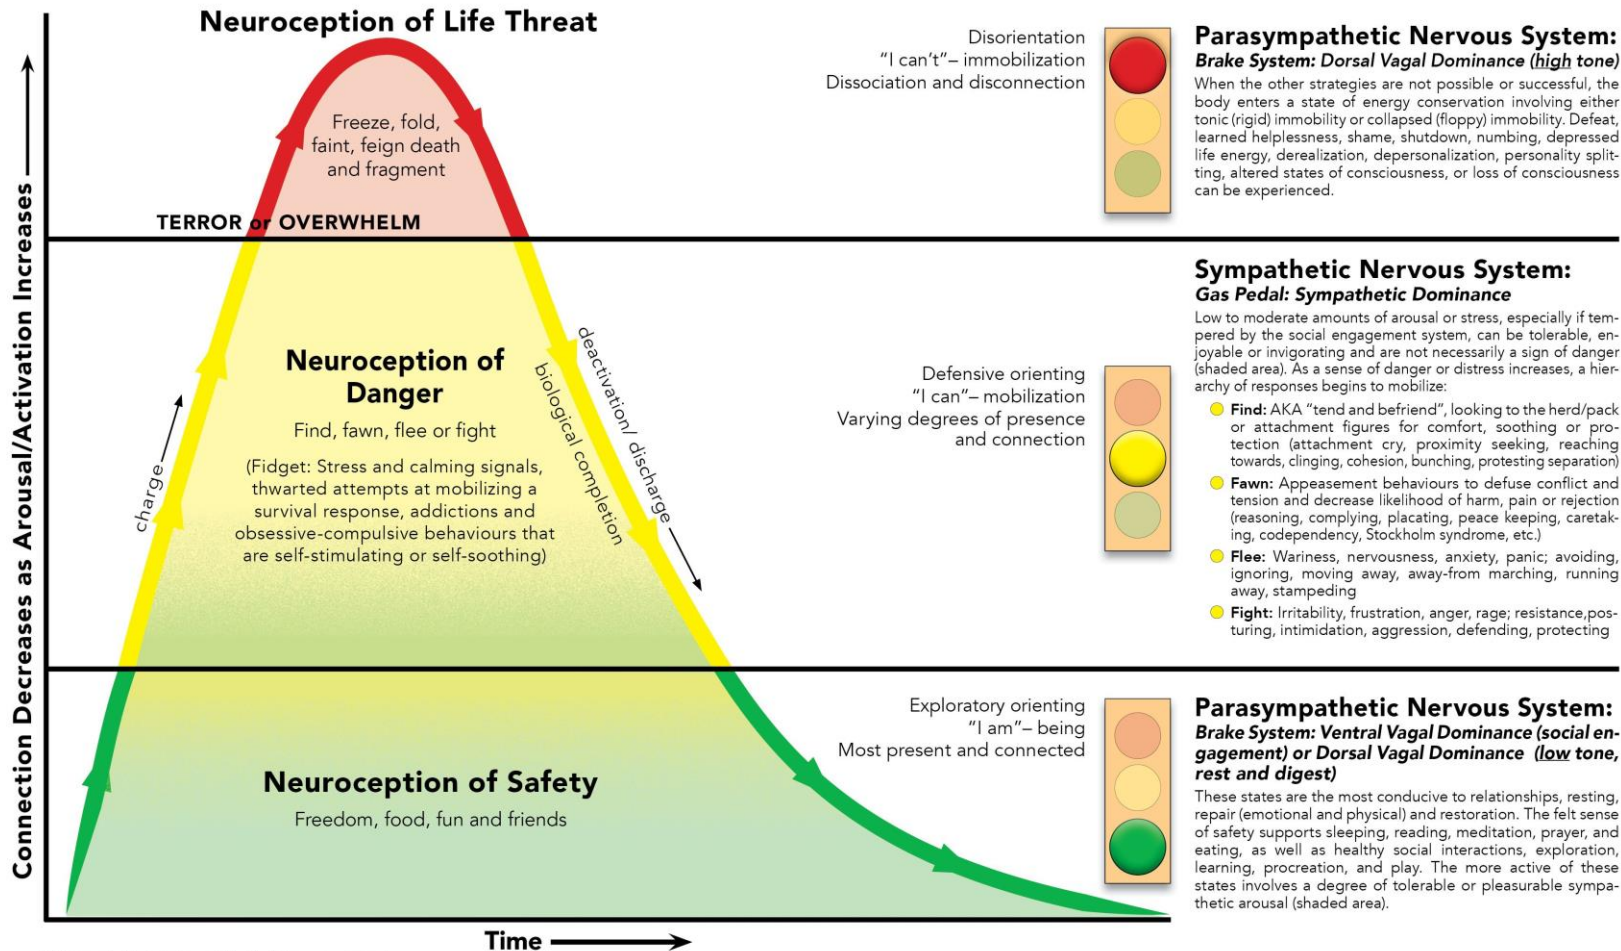 Neuroception of Life Threat
Freeze, fold,
faint, feign death
and fragment
TERROR or OVERWHELM
Disorientation
"I can't"– immobilization
Dissociation and disconnection
Parasympathetic Nervous System:
Brake System: Dorsal Vagal Dominance (high tone)
When the other strategies are not possible or successful, the
body enters a state of energy conservation involving either
tonic (rigid) immobility or collapsed (floppy) immobility. Defeat,
learned helplessness, shame, shutdown, numbing, depressed
life energy, derealization, depersonalization, personality split-
ting, altered states of consciousness, or loss of consciousness
can be experienced.
Connection Decreases as Arousal/Activation Increases
charge
Neuroception of
Danger
Find, fawn, flee or fight
(Fidget: Stress and calming signals,
thwarted attempts at mobilizing a
survival response, addictions and
obsessive-compulsive behaviours that
are self-stimulating or self-soothing)
deactivation/ discharge
biological completion
Defensive orienting
"I can"– mobilization
Varying degrees of presence
and connection
Sympathetic Nervous System:
Gas Pedal: Sympathetic Dominance
Low to moderate amounts of arousal or stress, especially if tem-
pered by the social engagement system, can be tolerable, en-
joyable or invigorating and are not necessarily a sign of danger
(shaded area). As a sense of danger or distress increases, a hier-
archy of responses begins to mobilize:
Find: AKA "tend and befriend", looking to the herd/pack
or attachment figures for comfort, soothing or pro-
tection (attachment cry, proximity seeking, reaching
towards, clinging, cohesion, bunching, protesting separation)
Fawn: Appeasement behaviours to defuse conflict and
tension and decrease likelihood of harm, pain or rejection
(reasoning, complying, placating, peace keeping, caretak-
ing, codependency, Stockholm syndrome, etc.)
Flee: Wariness, nervousness, anxiety, panic; avoiding,
ignoring, moving away, away-from marching, running
away, stampeding
Fight: Irritability, frustration, anger, rage; resistance,pos-
turing, intimidation, aggression, defending, protecting
Neuroception of Safety
Freedom, food, fun and friends
Exploratory orienting
"I am"– being
Most present and connected
Parasympathetic Nervous System:
Brake System: Ventral Vagal Dominance (social en-
gagement) or Dorsal Vagal Dominance (low tone,
rest and digest)
These states are the most conducive to relationships, resting,
repair (emotional and physical) and restoration. The felt sense
of safety supports sleeping, reading, meditation, prayer, and
eating, as well as healthy social interactions, exploration,
learning, procreation, and play. The more active of these
states involves a degree of tolerable or pleasurable sympa-
thetic arousal (shaded area).
Time